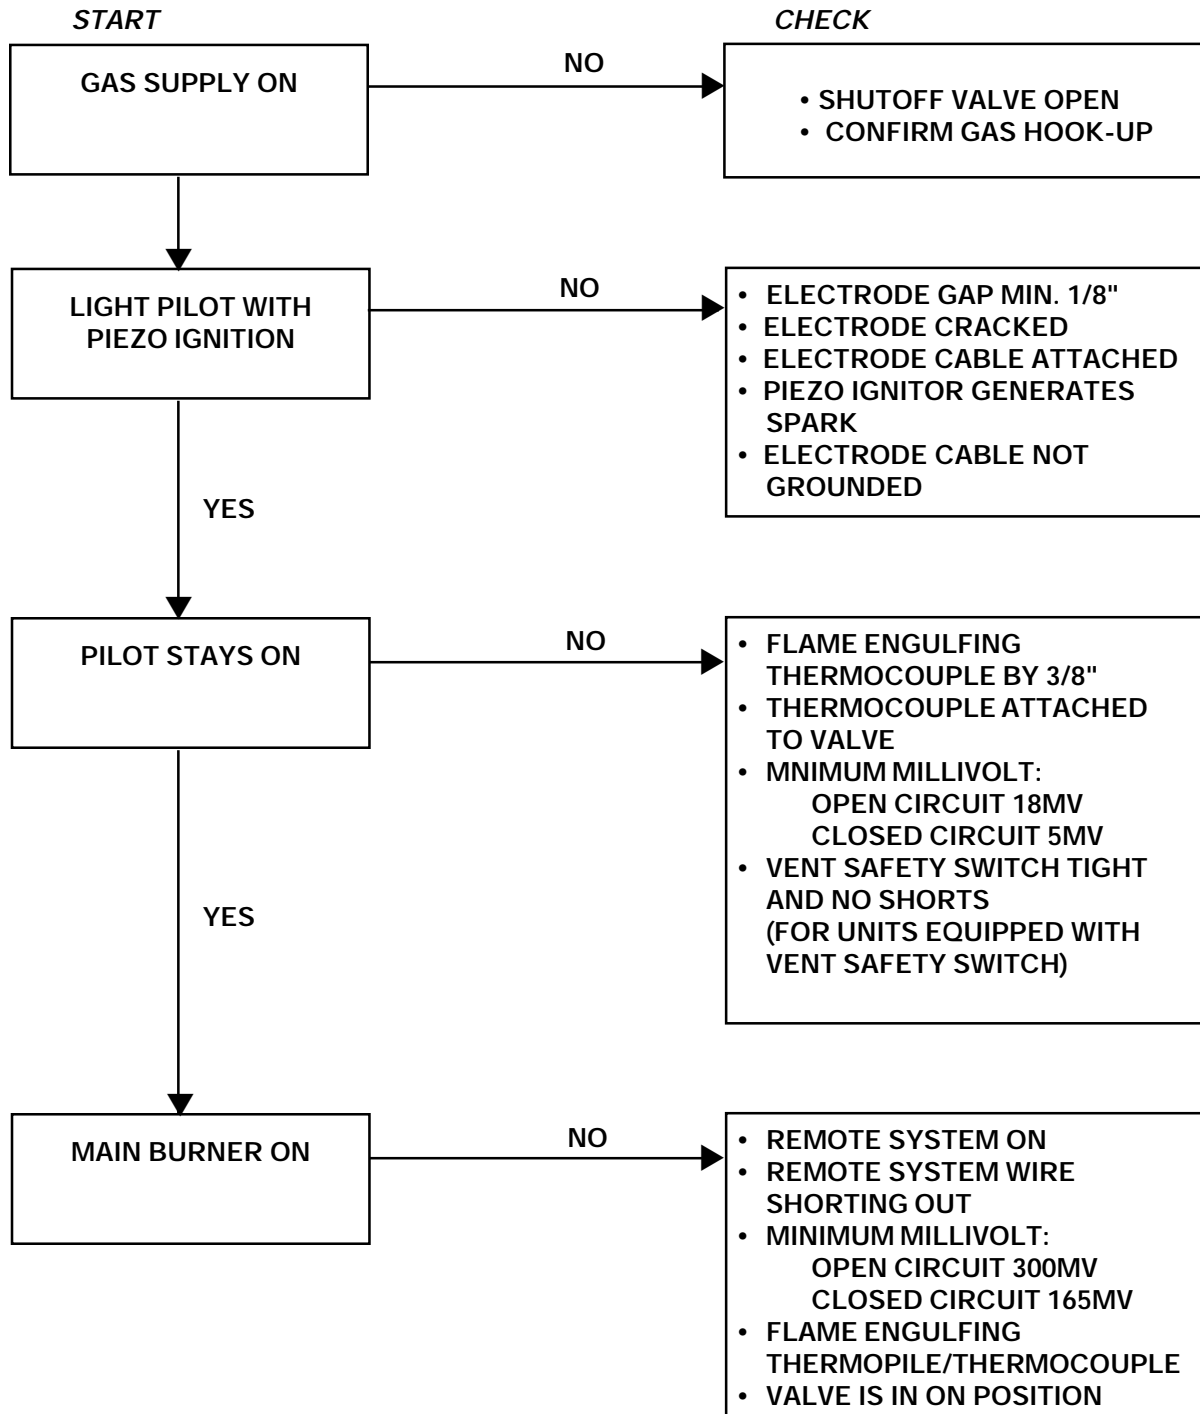 START
CHECK
GAS SUPPLY ON
NO
• SHUTOFF VALVE OPEN
• CONFIRM GAS HOOK-UP
LIGHT PILOT WITH
PIEZO IGNITION
NO
• ELECTRODE GAP MIN. 1/8"
• ELECTRODE CRACKED
• ELECTRODE CABLE ATTACHED
• PIEZO IGNITOR GENERATES
SPARK
• ELECTRODE CABLE NOT
GROUNDED
YES
PILOT STAYS ON
NO
• FLAME ENGULFING
THERMOCOUPLE BY 3/8"
• THERMOCOUPLE ATTACHED
TO VALVE
• MNIMUM MILLIVOLT:
OPEN CIRCUIT 18MV
CLOSED CIRCUIT 5MV
• VENT SAFETY SWITCH TIGHT
AND NO SHORTS
(FOR UNITS EQUIPPED WITH
VENT SAFETY SWITCH)
YES
MAIN BURNER ON
NO
• REMOTE SYSTEM ON
• REMOTE SYSTEM WIRE
SHORTING OUT
• MINIMUM MILLIVOLT:
OPEN CIRCUIT 300MV
CLOSED CIRCUIT 165MV
• FLAME ENGULFING
THERMOPILE/THERMOCOUPLE
• VALVE IS IN ON POSITION